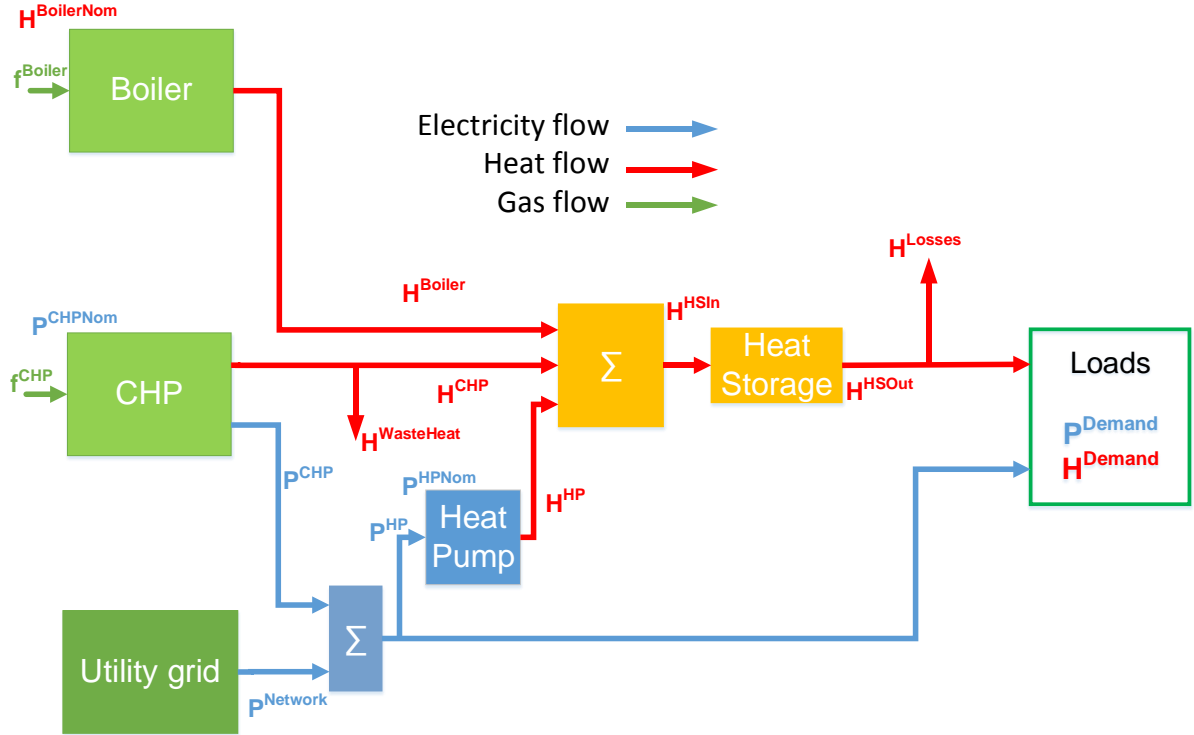 H^BoilerNom
f^Boiler
Boiler
Electricity flow
Heat flow
Gas flow
H^Losses
H^Boiler
H^HSIn
P^CHPNom
f^CHP
CHP
H^CHP
H^WasteHeat
Σ
Heat
Storage
H^HSOut
Loads
P^Demand
H^Demand
P^CHP
P^HPNom
P^HP
Heat
Pump
H^HP
Σ
Utility grid
P^Network